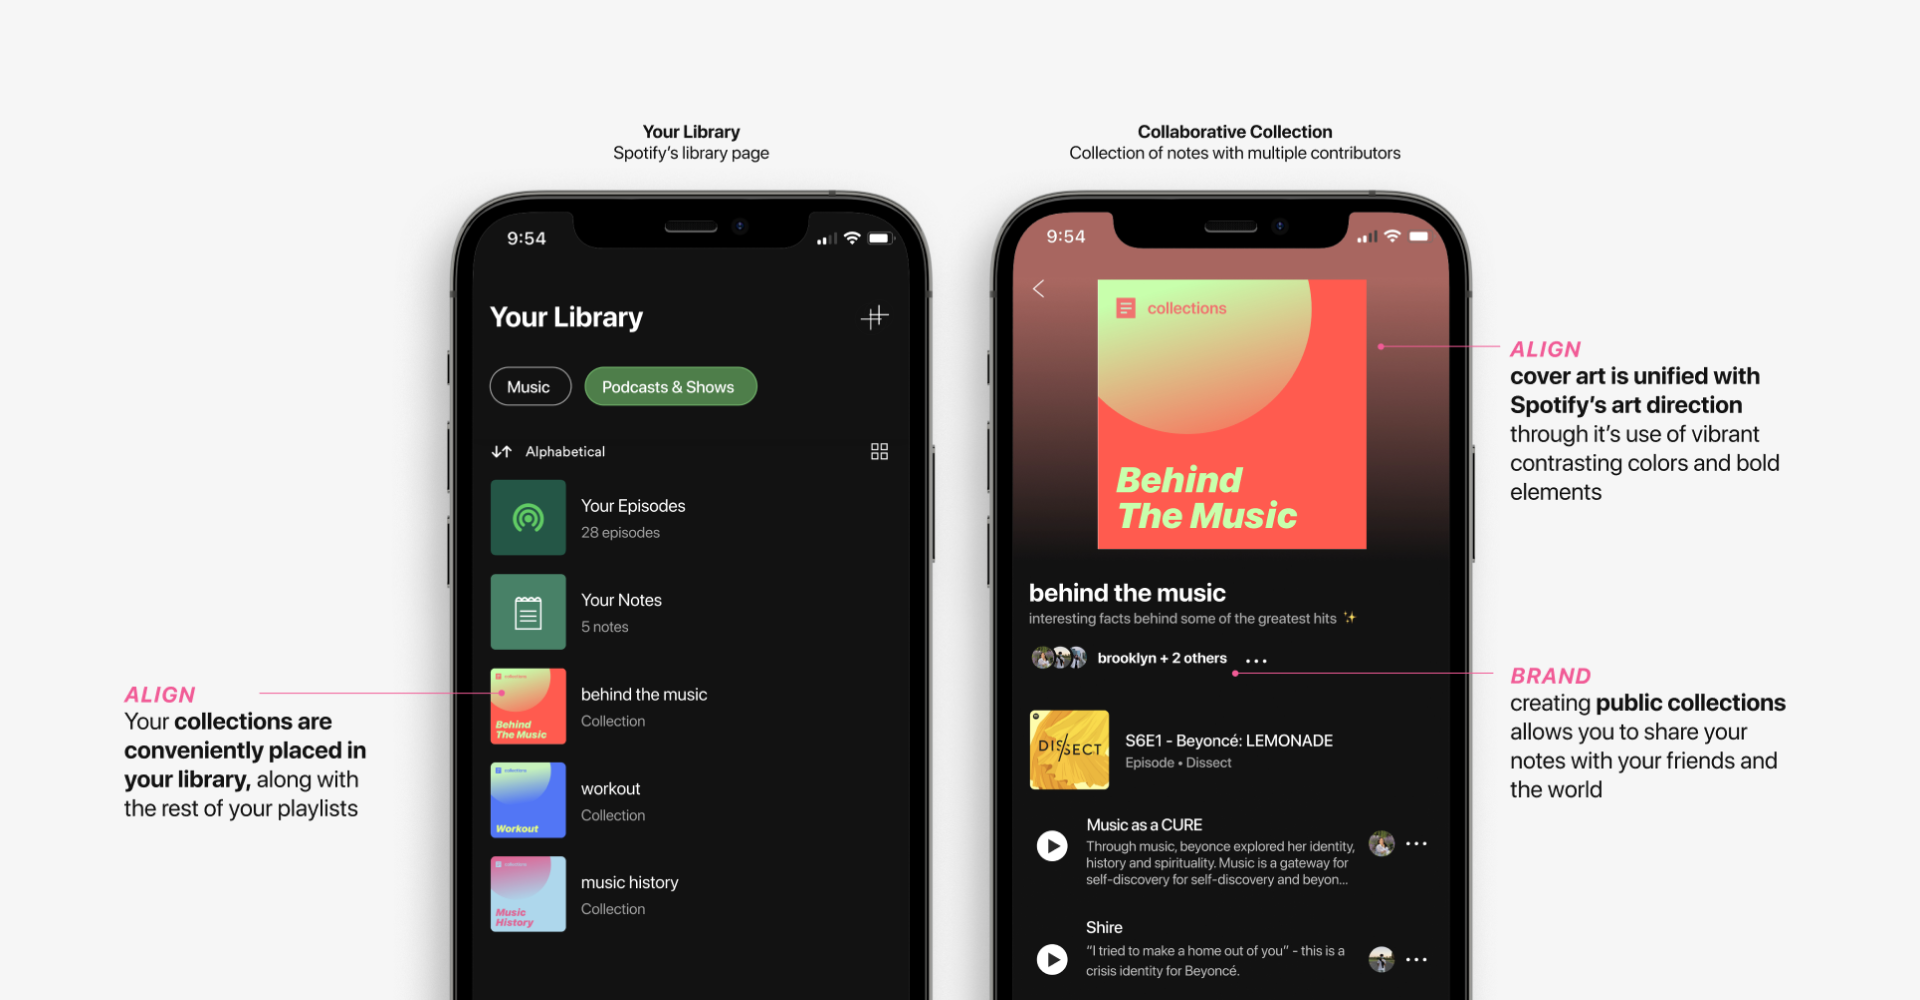 Your Library
Spotify's library page
9:54
Your Library
Music
Podcasts & Shows
Alphabetical
Your Episodes
28 episodes
Your Notes
5 notes
collections
Behind
The Music
behind the music
Collection
collections
Workout
workout
Collection
collections
Music
History
music history
Collection
ALIGN
Your collections are
conveniently placed in
your library, along with
the rest of your playlists
Collaborative Collection
Collection of notes with multiple contributors
9:54
collections
Behind
The Music
behind the music
interesting facts behind some of the greatest hits ✨
brooklyn + 2 others
DISSECT
S6E1 - Beyoncé: LEMONADE
Episode • Dissect
Music as a CURE
Through music, beyonce explored her identity,
history and spirituality. Music is a gateway for
self-discovery for self-discovery and beyon...
Shire
“I tried to make a home out of you” - this is a
crisis identity for Beyoncé.
ALIGN
cover art is unified with
Spotify's art direction
through it's use of vibrant
contrasting colors and bold
elements
BRAND
creating public collections
allows you to share your
notes with your friends and
the world